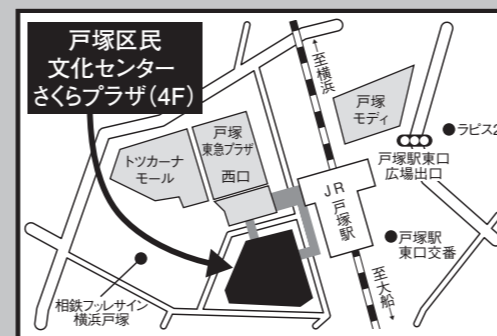 戸塚区民
文化センター
さくらプラザ(4F)
←至横浜
戸塚
モディ
●ラピス2
戸塚駅東口
広場出口
戸塚
東急プラザ
西口
トツカーナ
モール
JR
戸塚駅
●戸塚駅
東口交番
至大船→
相鉄フレッサイン
横浜戸塚